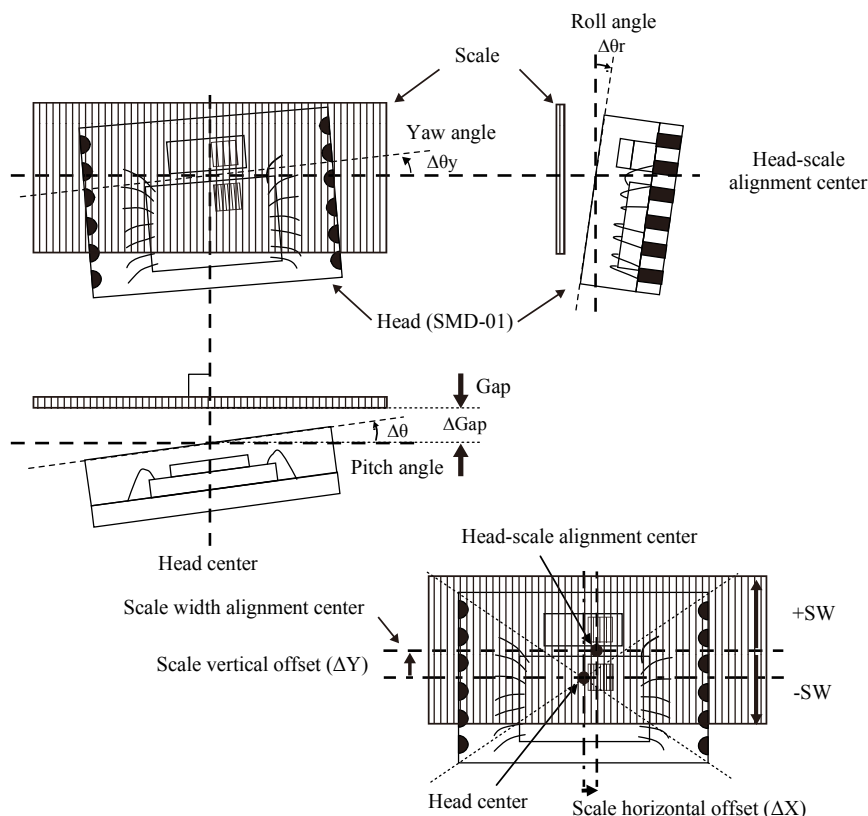 Roll angle
Δθr
Scale
Yaw angle
Δθy
Head-scale
alignment center
Head (SMD-01)
Gap
ΔGap
Δθ
Pitch angle
Head center
Head-scale alignment center
Scale width alignment center
+SW
Scale vertical offset (ΔY)
-SW
Head center
Scale horizontal offset (ΔX)